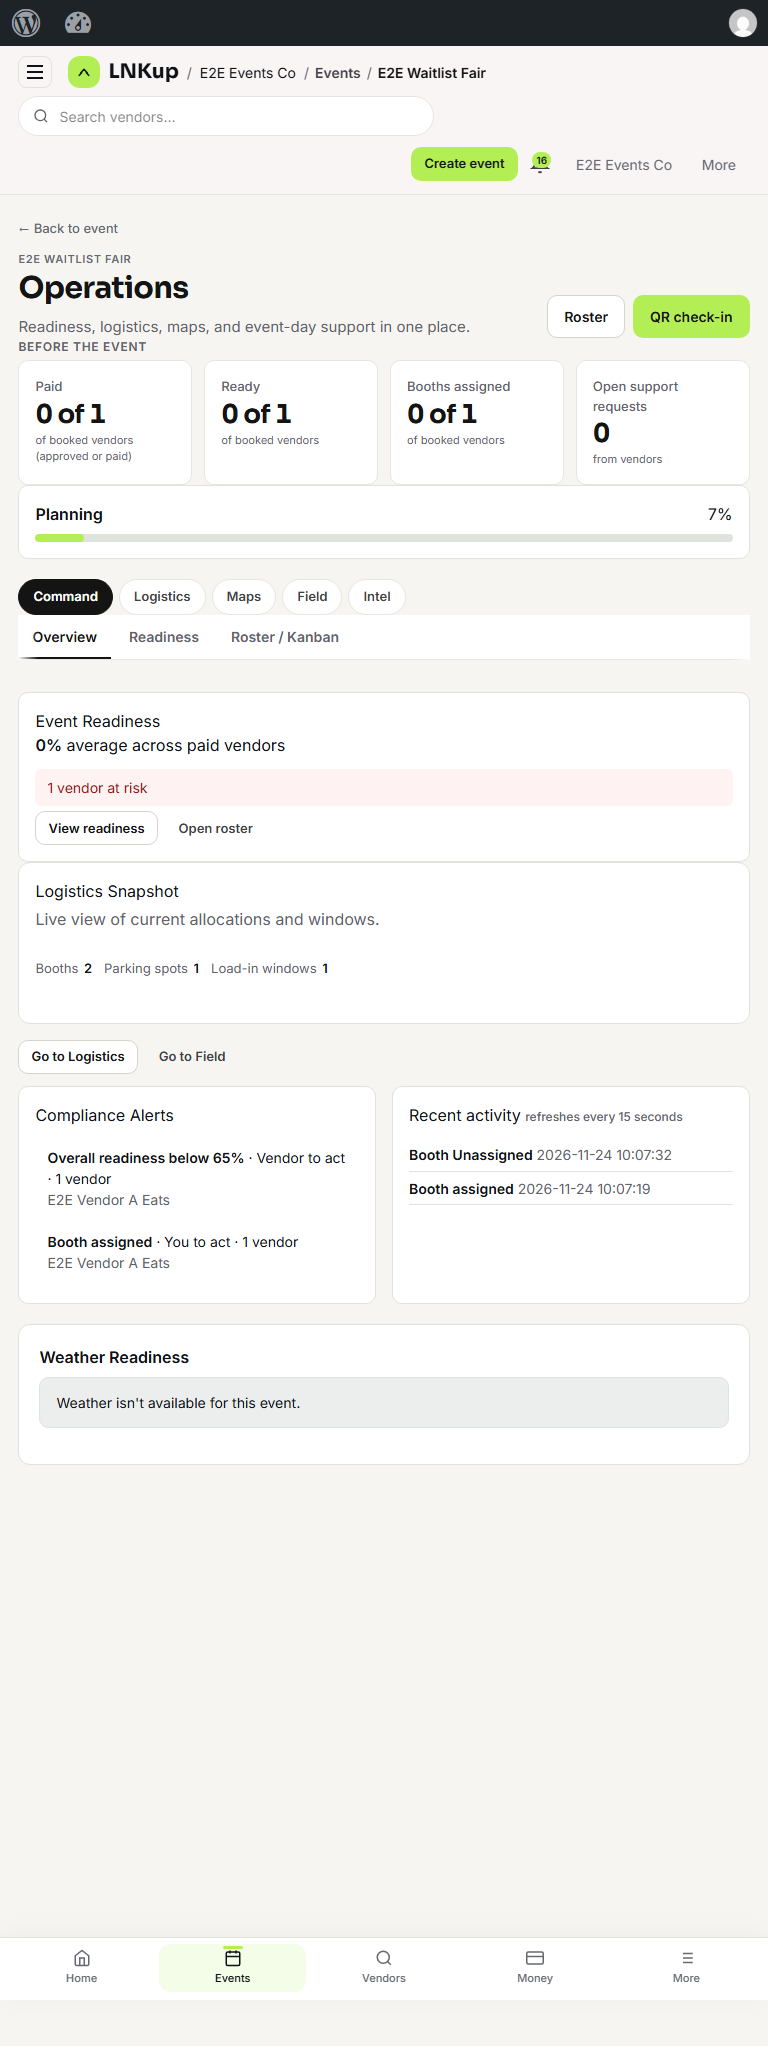 LNKup / E2E Events Co / Events / E2E Waitlist Fair
Search vendors...
Create event
16
E2E Events Co
More
← Back to event
E2E WAITLIST FAIR
Operations
Readiness, logistics, maps, and event-day support in one place.
Roster
QR check-in
BEFORE THE EVENT
Paid
0 of 1
of booked vendors
(approved or paid)
Ready
0 of 1
of booked vendors
Booths assigned
0 of 1
of booked vendors
Open support
requests
0
from vendors
Planning
7%
Command
Logistics
Maps
Field
Intel
Overview
Readiness
Roster / Kanban
Event Readiness
0% average across paid vendors
1 vendor at risk
View readiness
Open roster
Logistics Snapshot
Live view of current allocations and windows.
Booths 2 Parking spots 1 Load-in windows 1
Go to Logistics
Go to Field
Compliance Alerts
Overall readiness below 65% · Vendor to act
· 1 vendor
E2E Vendor A Eats
Booth assigned · You to act · 1 vendor
E2E Vendor A Eats
Recent activity refreshes every 15 seconds
Booth Unassigned 2026-11-24 10:07:32
Booth assigned 2026-11-24 10:07:19
Weather Readiness
Weather isn't available for this event.
Home
Events
Vendors
Money
More